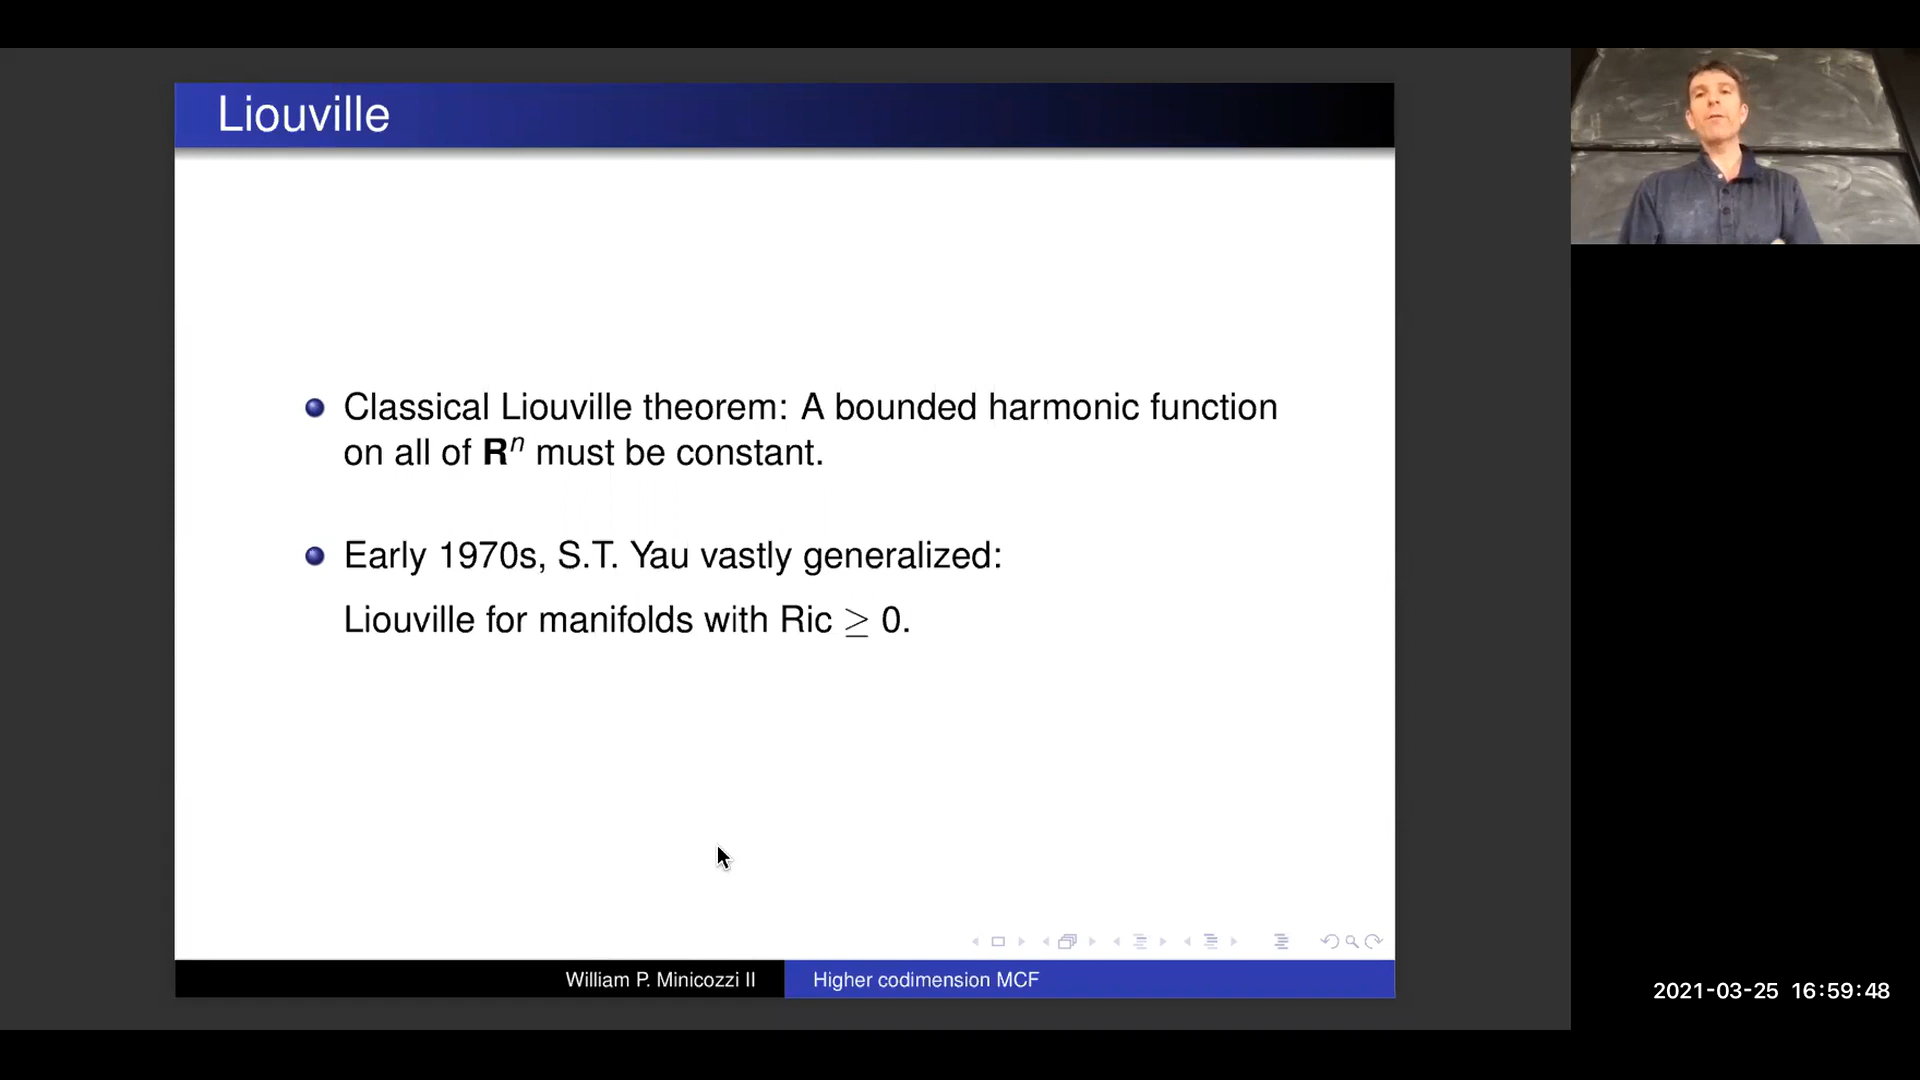 Liouville
Classical Liouville theorem: A bounded harmonic function
on all of Rⁿ must be constant.
Early 1970s, S.T. Yau vastly generalized:
Liouville for manifolds with Ric ≥ 0.
William P. Minicozzi II
Higher codimension MCF
2021-03-25 16:59:48